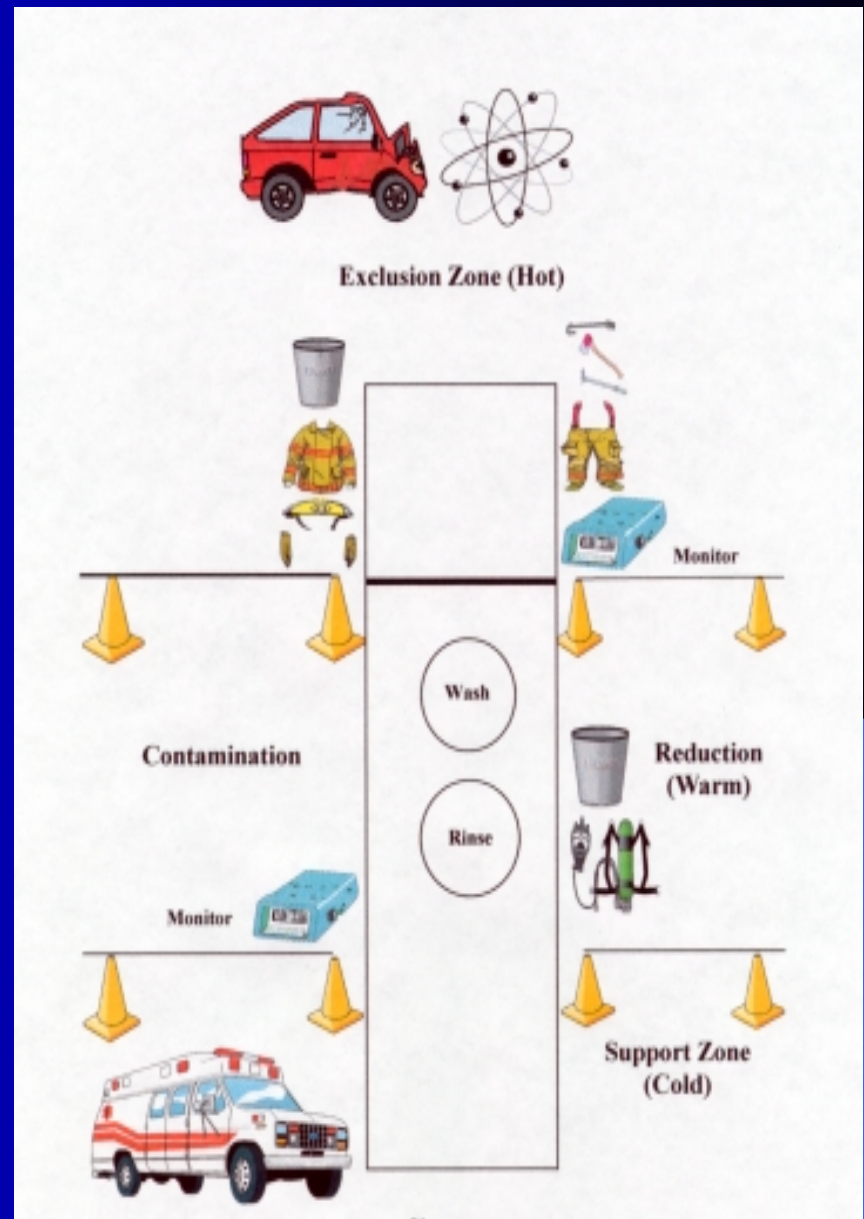 Exclusion Zone (Hot)
Monitor
Wash
Contamination
Reduction
(Warm)
Rinse
Monitor
Support Zone
(Cold)